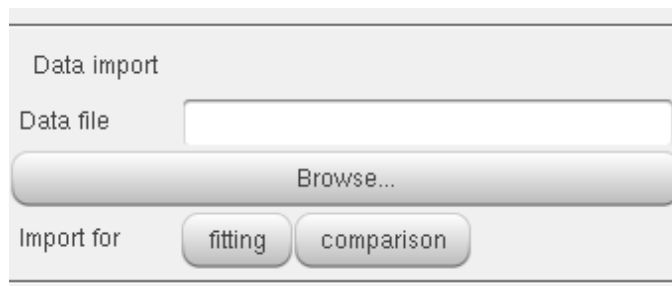 Data import
Data file
Browse...
Import for fitting comparison